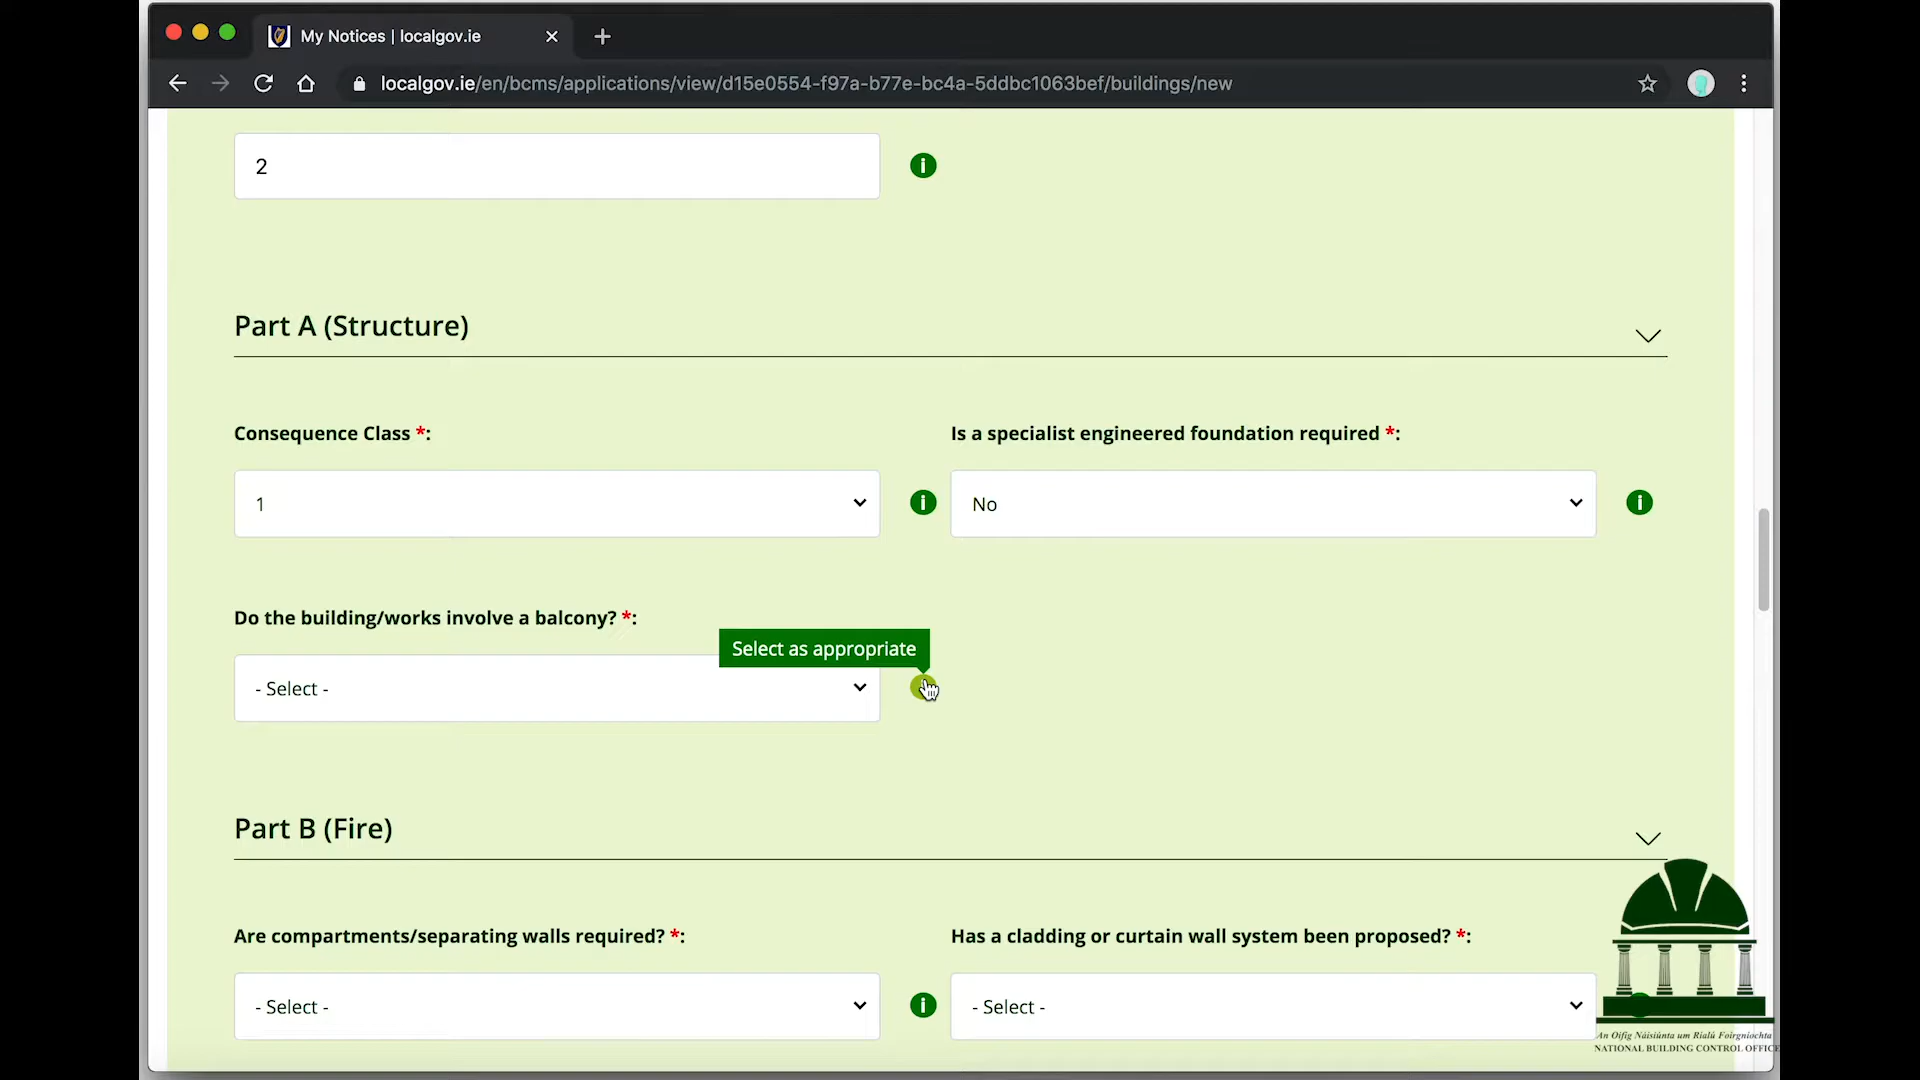 My Notices | localgov.ie
localgov.ie/en/bcms/applications/view/d15e0554-f97a-b77e-bc4a-5ddbc1063bef/buildings/new
2
Part A (Structure)
Consequence Class *:
Is a specialist engineered foundation required *:
1
No
Do the building/works involve a balcony? *:
Select as appropriate
- Select -
Part B (Fire)
Are compartments/separating walls required? *:
Has a cladding or curtain wall system been proposed? *:
- Select -
- Select -
An Oifig Náisiúnta um Rialú Foirgníochta
NATIONAL BUILDING CONTROL OFFICE